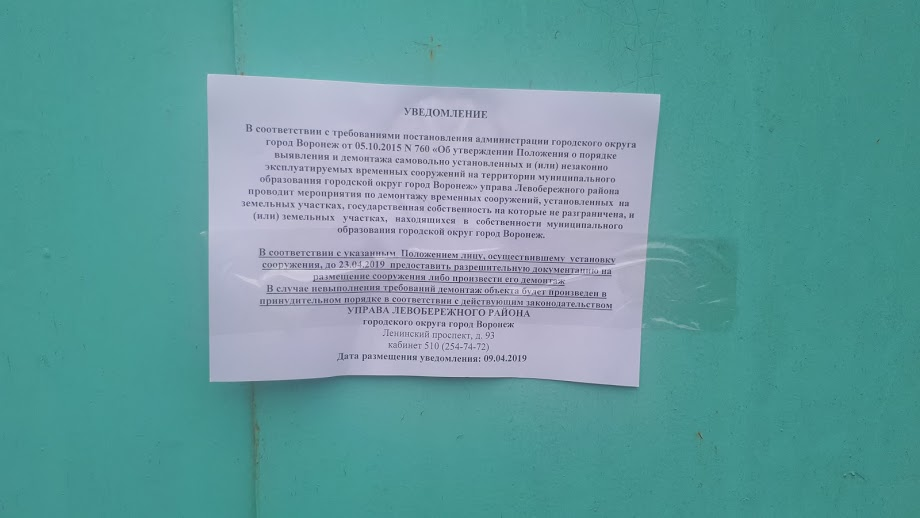 УВЕДОМЛЕНИЕ
В соответствии с требованиями постановления администрации городского округа
город Воронеж от 05.10.2015 N 760 «Об утверждении Положения о порядке
выявления и демонтажа самовольно установленных и (или) незаконно
эксплуатируемых временных сооружений на территории муниципального
образования городской округ город Воронеж» управа Левобережного района
проводит мероприятия по демонтажу временных сооружений, установленных на
земельных участках, государственная собственность на которые не разграничена, и
(или) земельных участках, находящихся в собственности муниципального
образования городской округ город Воронеж.
В соответствии с указанным Положением лицу, осуществившему установку
сооружения, до 23.04.2019 предоставить разрешительную документацию на
размещение сооружения либо произвести его демонтаж
В случае невыполнения требований демонтаж объекта будет произведен в
принудительном порядке в соответствии с действующим законодательством
УПРАВА ЛЕВОБЕРЕЖНОГО РАЙОНА
городского округа город Воронеж
Ленинский проспект, д. 93
кабинет 510 (254-74-72)
Дата размещения уведомления: 09.04.2019